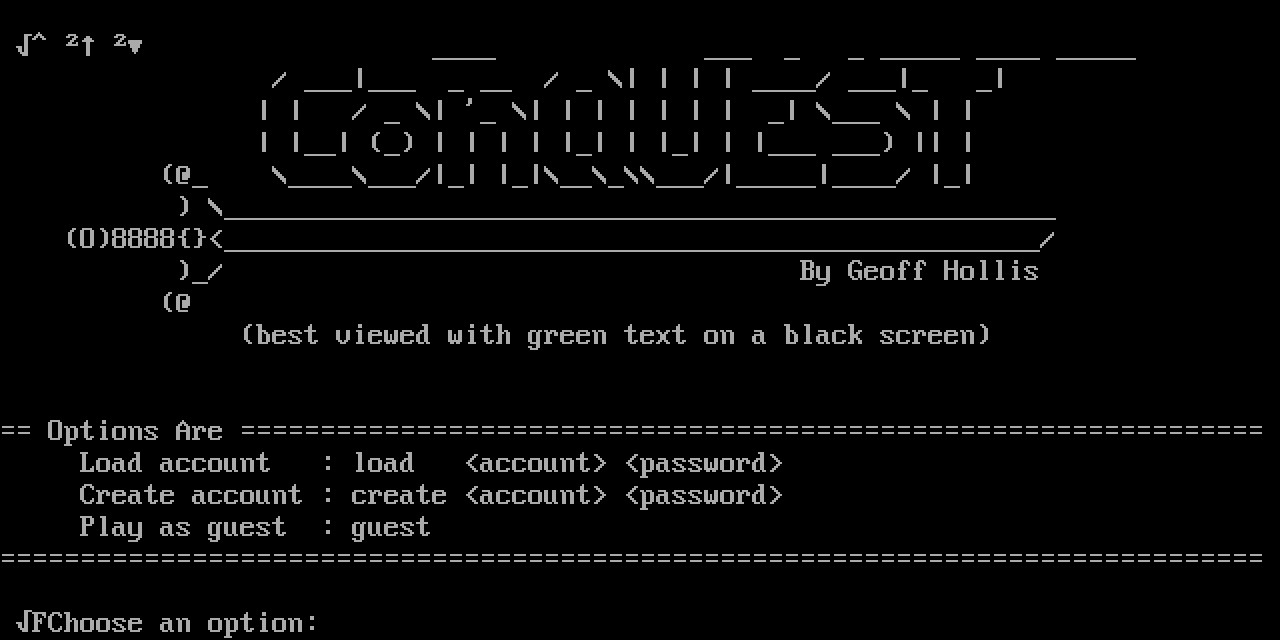 √^ ²↑ ²▼
ConQUEST
(O)8888{}<
By Geoff Hollis
(best viewed with green text on a black screen)
== Options Are ================================================================
Load account   : load   <account> <password>
Create account : create <account> <password>
Play as guest  : guest
===============================================================================
√FChoose an option: